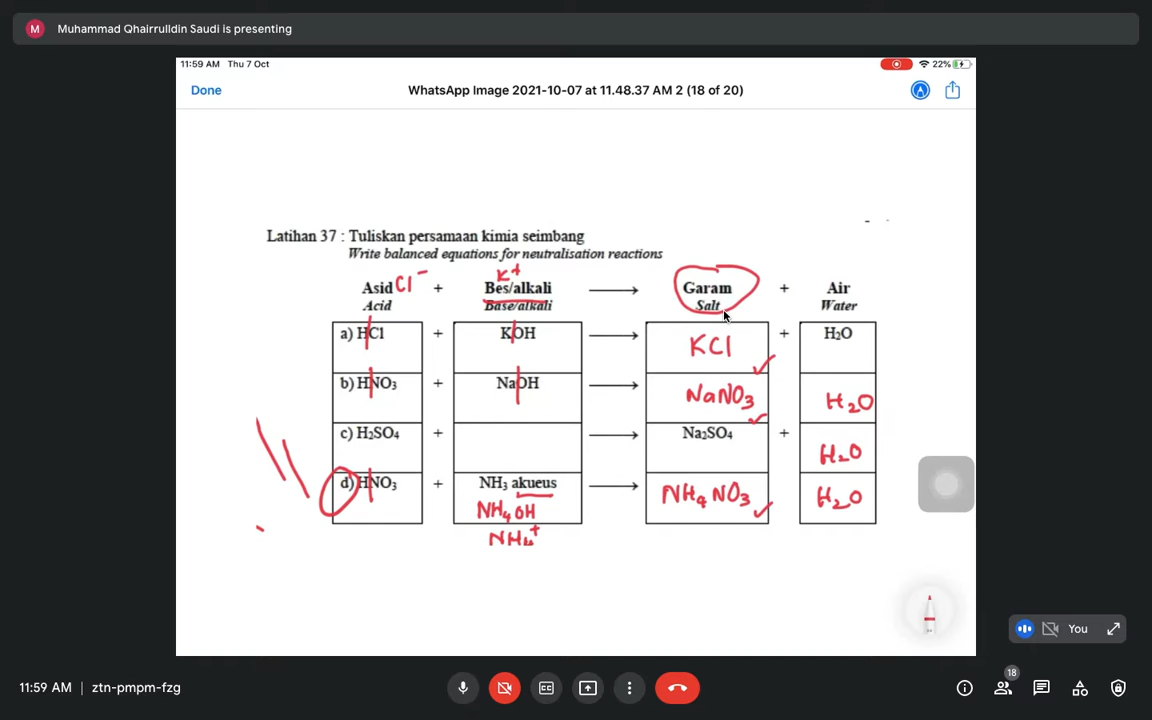 M Muhammad Qhairrulldin Saudi is presenting
11:59 AM Thu 7 Oct
22%
Done
WhatsApp Image 2021-10-07 at 11.48.37 AM 2 (18 of 20)
Latihan 37 : Tuliskan persamaan kimia seimbang
Write balanced equations for neutralisation reactions
Cl⁻ K⁺
Asid + Bes/alkali ⟶ Garam + Air
Acid Base/alkali Salt Water
a) HCl + KOH ⟶ KCl + H₂O
b) HNO₃ + NaOH ⟶ NaNO₃ H₂O
c) H₂SO₄ + ⟶ Na₂SO₄ + H₂O
d) HNO₃ + NH₃ akueus ⟶ NH₄NO₃ H₂O
NH₄OH
NH₄⁺
You
18
11:59 AM | ztn-pmpm-fzg
CC